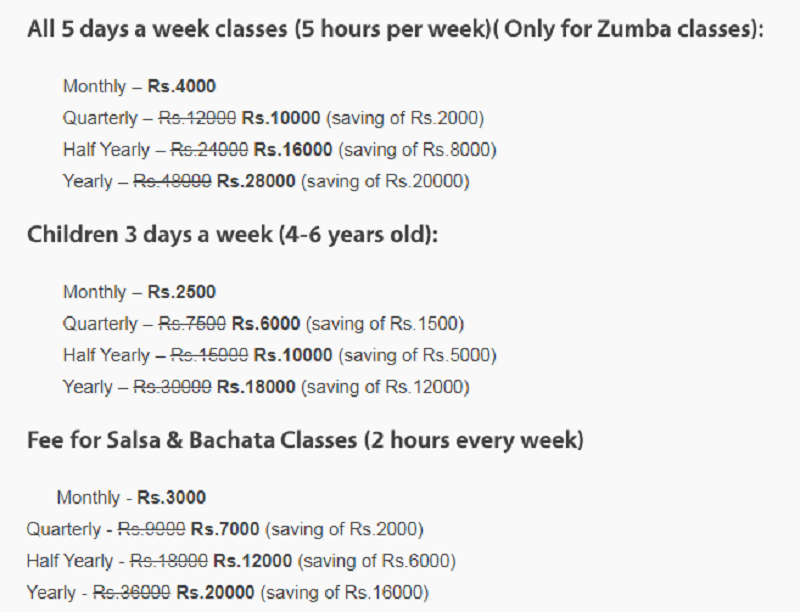 All 5 days a week classes (5 hours per week)( Only for Zumba classes):
Monthly – Rs.4000
Quarterly – Rs.12000 Rs.10000 (saving of Rs.2000)
Half Yearly – Rs.24000 Rs.16000 (saving of Rs.8000)
Yearly – Rs.48000 Rs.28000 (saving of Rs.20000)
Children 3 days a week (4-6 years old):
Monthly – Rs.2500
Quarterly – Rs.7500 Rs.6000 (saving of Rs.1500)
Half Yearly – Rs.15000 Rs.10000 (saving of Rs.5000)
Yearly – Rs.30000 Rs.18000 (saving of Rs.12000)
Fee for Salsa & Bachata Classes (2 hours every week)
Monthly - Rs.3000
Quarterly - Rs.9000 Rs.7000 (saving of Rs.2000)
Half Yearly - Rs.18000 Rs.12000 (saving of Rs.6000)
Yearly - Rs.36000 Rs.20000 (saving of Rs.16000)